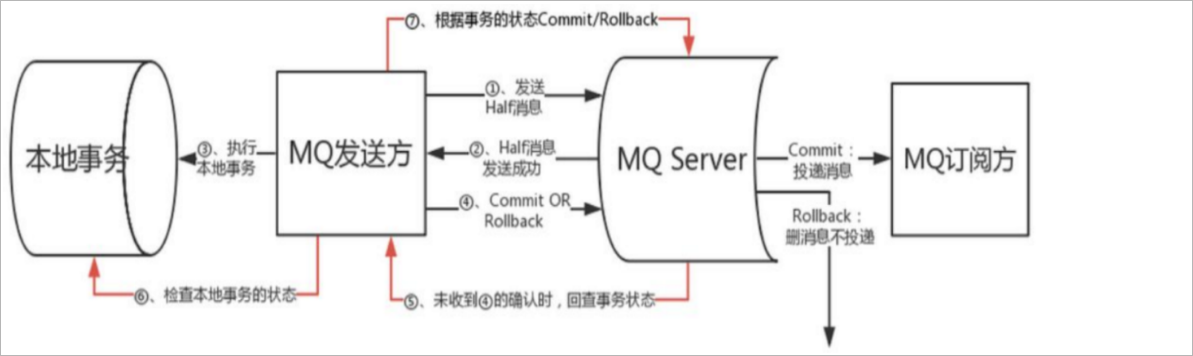 ⑦、根据事务的状态Commit/Rollback
①、发送
Half消息
本地事务
③、执行
本地事务
MQ发送方
②、Half消息
发送成功
MQ Server
Commit：
投递消息
MQ订阅方
④、Commit OR
Rollback
Rollback：
删消息不投递
⑥、检查本地事务的状态
⑤、未收到④的确认时，回查事务状态